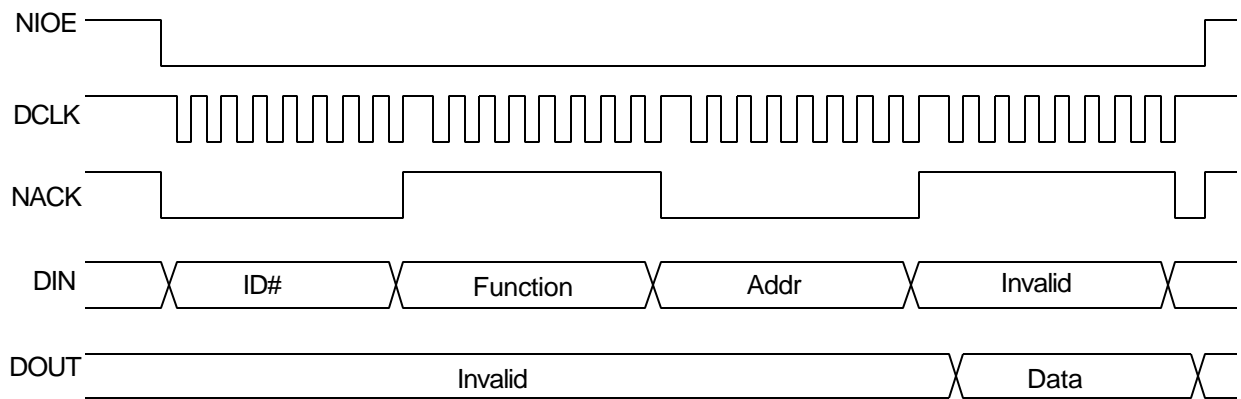 NIOE
DCLK
NACK
DIN ID# Function Addr Invalid
DOUT Invalid Data